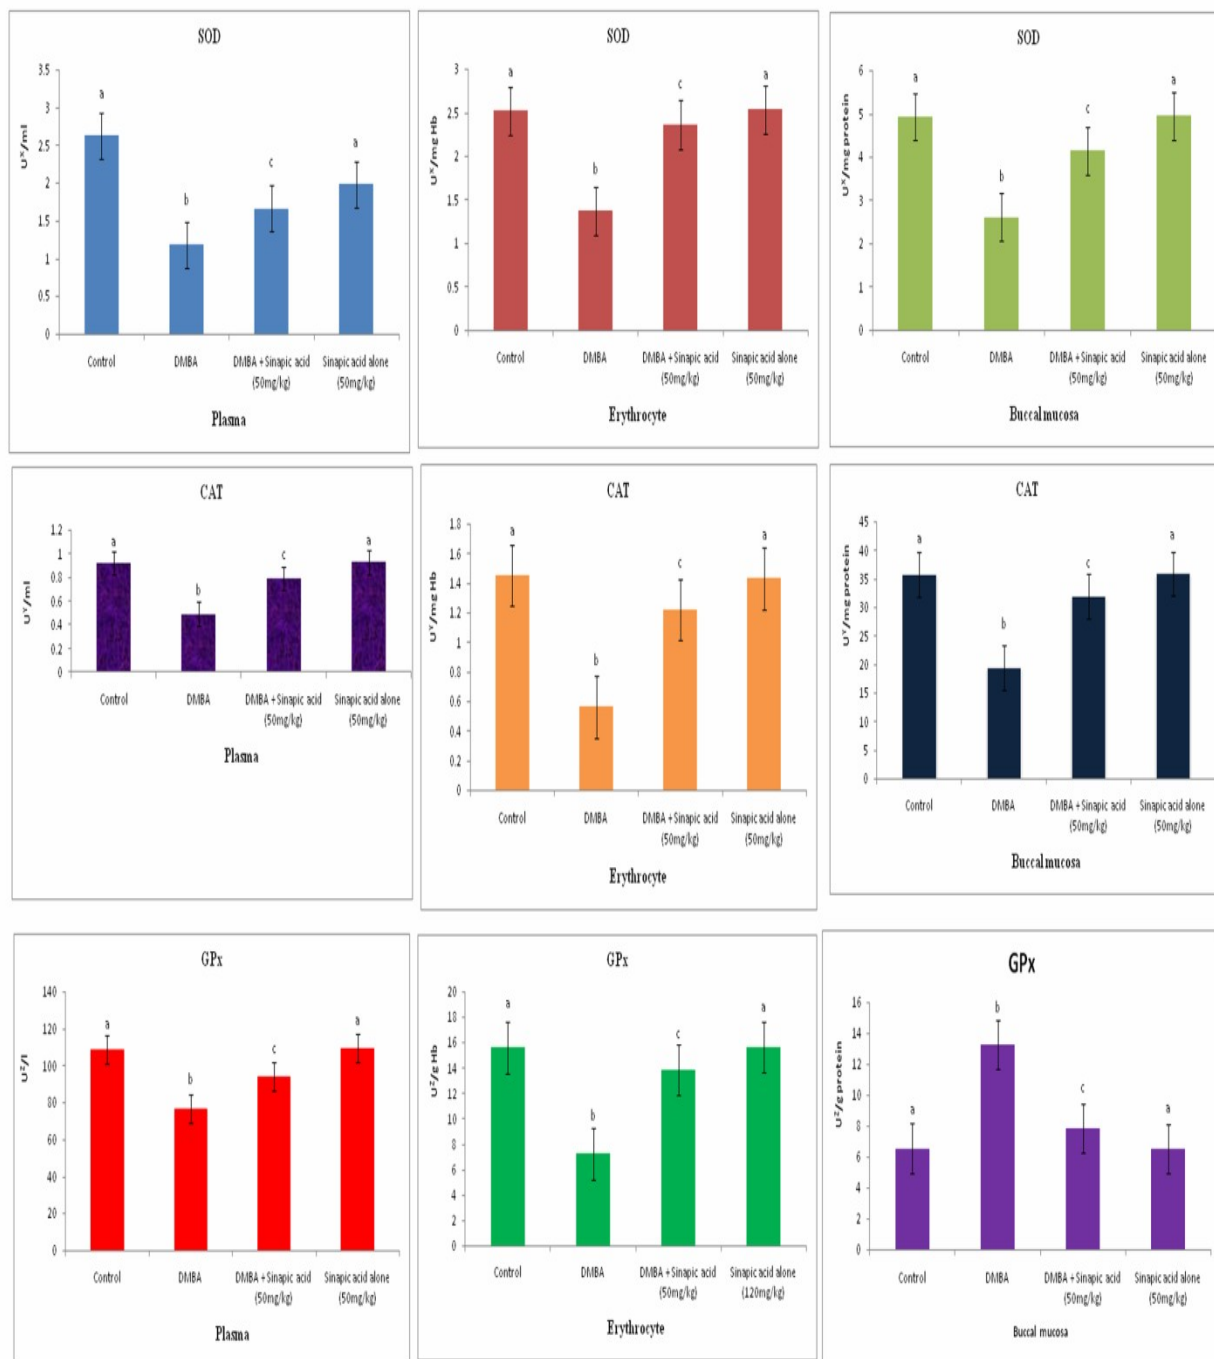 SOD
3.5
3
2.5
2
1.5
1
0.5
0
Uˣ/ml
a
b
c
a
Control
DMBA
DMBA + Sinapic acid
(50mg/kg)
Sinapic acid alone
(50mg/kg)
Plasma
SOD
3
2.5
2
1.5
1
0.5
0
Uˣ/mg Hb
a
b
c
a
Control
DMBA
DMBA + Sinapic acid
(50mg/kg)
Sinapic acid alone
(50mg/kg)
Erythrocyte
SOD
6
5
4
3
2
1
0
Uˣ/mg protein
a
b
c
a
Control
DMBA
DMBA + Sinapic acid
(50mg/kg)
Sinapic acid alone
(50mg/kg)
Buccal mucosa
CAT
1.2
1
0.8
0.6
0.4
0.2
0
Uʸ/ml
a
b
c
a
Control
DMBA
DMBA + Sinapic acid
(50mg/kg)
Sinapic acid alone
(50mg/kg)
Plasma
CAT
1.8
1.6
1.4
1.2
1
0.8
0.6
0.4
0.2
0
Uʸ/mg Hb
a
b
c
a
Control
DMBA
DMBA + Sinapic acid
(50mg/kg)
Sinapic acid alone
(50mg/kg)
Erythrocyte
CAT
45
40
35
30
25
20
15
10
5
0
Uʸ/mg protein
a
b
c
a
Control
DMBA
DMBA + Sinapic acid
(50mg/kg)
Sinapic acid alone
(50mg/kg)
Buccal mucosa
GPx
140
120
100
80
60
40
20
0
Uᶻ/l
a
b
c
a
Control
DMBA
DMBA + Sinapic acid
(50mg/kg)
Sinapic acid alone
(50mg/kg)
Plasma
GPx
20
18
16
14
12
10
8
6
4
2
0
Uᶻ/g Hb
a
b
c
a
Control
DMBA
DMBA + Sinapic acid
(50mg/kg)
Sinapic acid alone
(120mg/kg)
Erythrocyte
GPx
16
14
12
10
8
6
4
2
0
Uᶻ/g protein
a
b
c
a
Control
DMBA
DMBA + Sinapic acid
(50mg/kg)
Sinapic acid alone
(50mg/kg)
Buccal mucosa